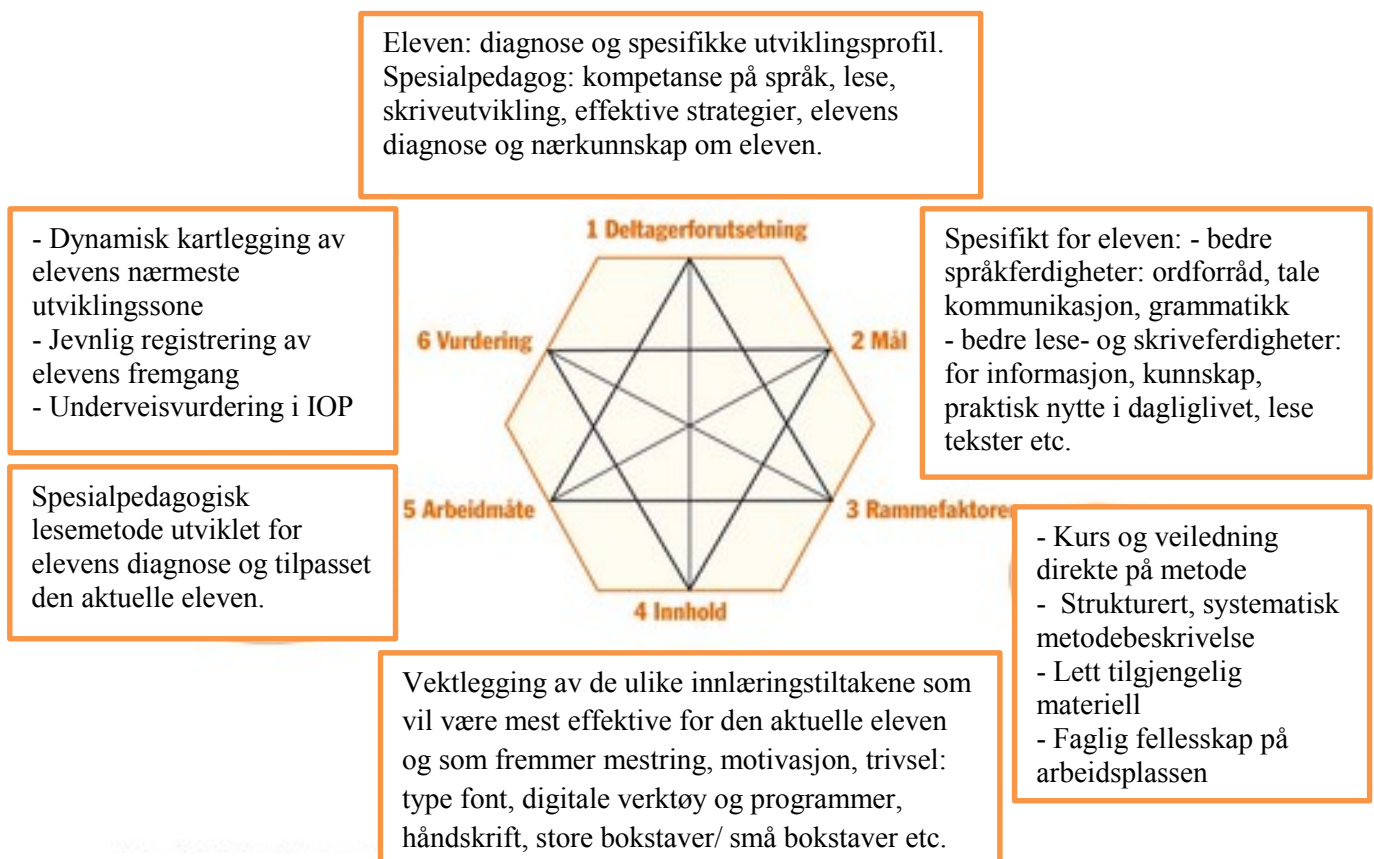 Eleven: diagnose og spesifikke utviklingsprofil.
Spesialpedagog: kompetanse på språk, lese,
skriveutvikling, effektive strategier, elevens
diagnose og nærkunnskap om eleven.
- Dynamisk kartlegging av
elevens nærmeste
utviklingssone
- Jevnlig registrering av
elevens fremgang
- Underveisvurdering i IOP
1 Deltagerforutsetning
6 Vurdering
2 Mål
Spesifikt for eleven: - bedre
språkferdigheter: ordforråd, tale
kommunikasjon, grammatikk
- bedre lese- og skriveferdigheter:
for informasjon, kunnskap,
praktisk nytte i dagliglivet, lese
tekster etc.
Spesialpedagogisk
lesemetode utviklet for
elevens diagnose og tilpasset
den aktuelle eleven.
5 Arbeidmåte
3 Rammefaktorer
4 Innhold
- Kurs og veiledning
direkte på metode
- Strukturert, systematisk
metodebeskrivelse
- Lett tilgjengelig
materiell
- Faglig fellesskap på
arbeidsplassen
Vektlegging av de ulike innlæringstiltakene som
vil være mest effektive for den aktuelle eleven
og som fremmer mestring, motivasjon, trivsel:
type font, digitale verktøy og programmer,
håndskrift, store bokstaver/ små bokstaver etc.